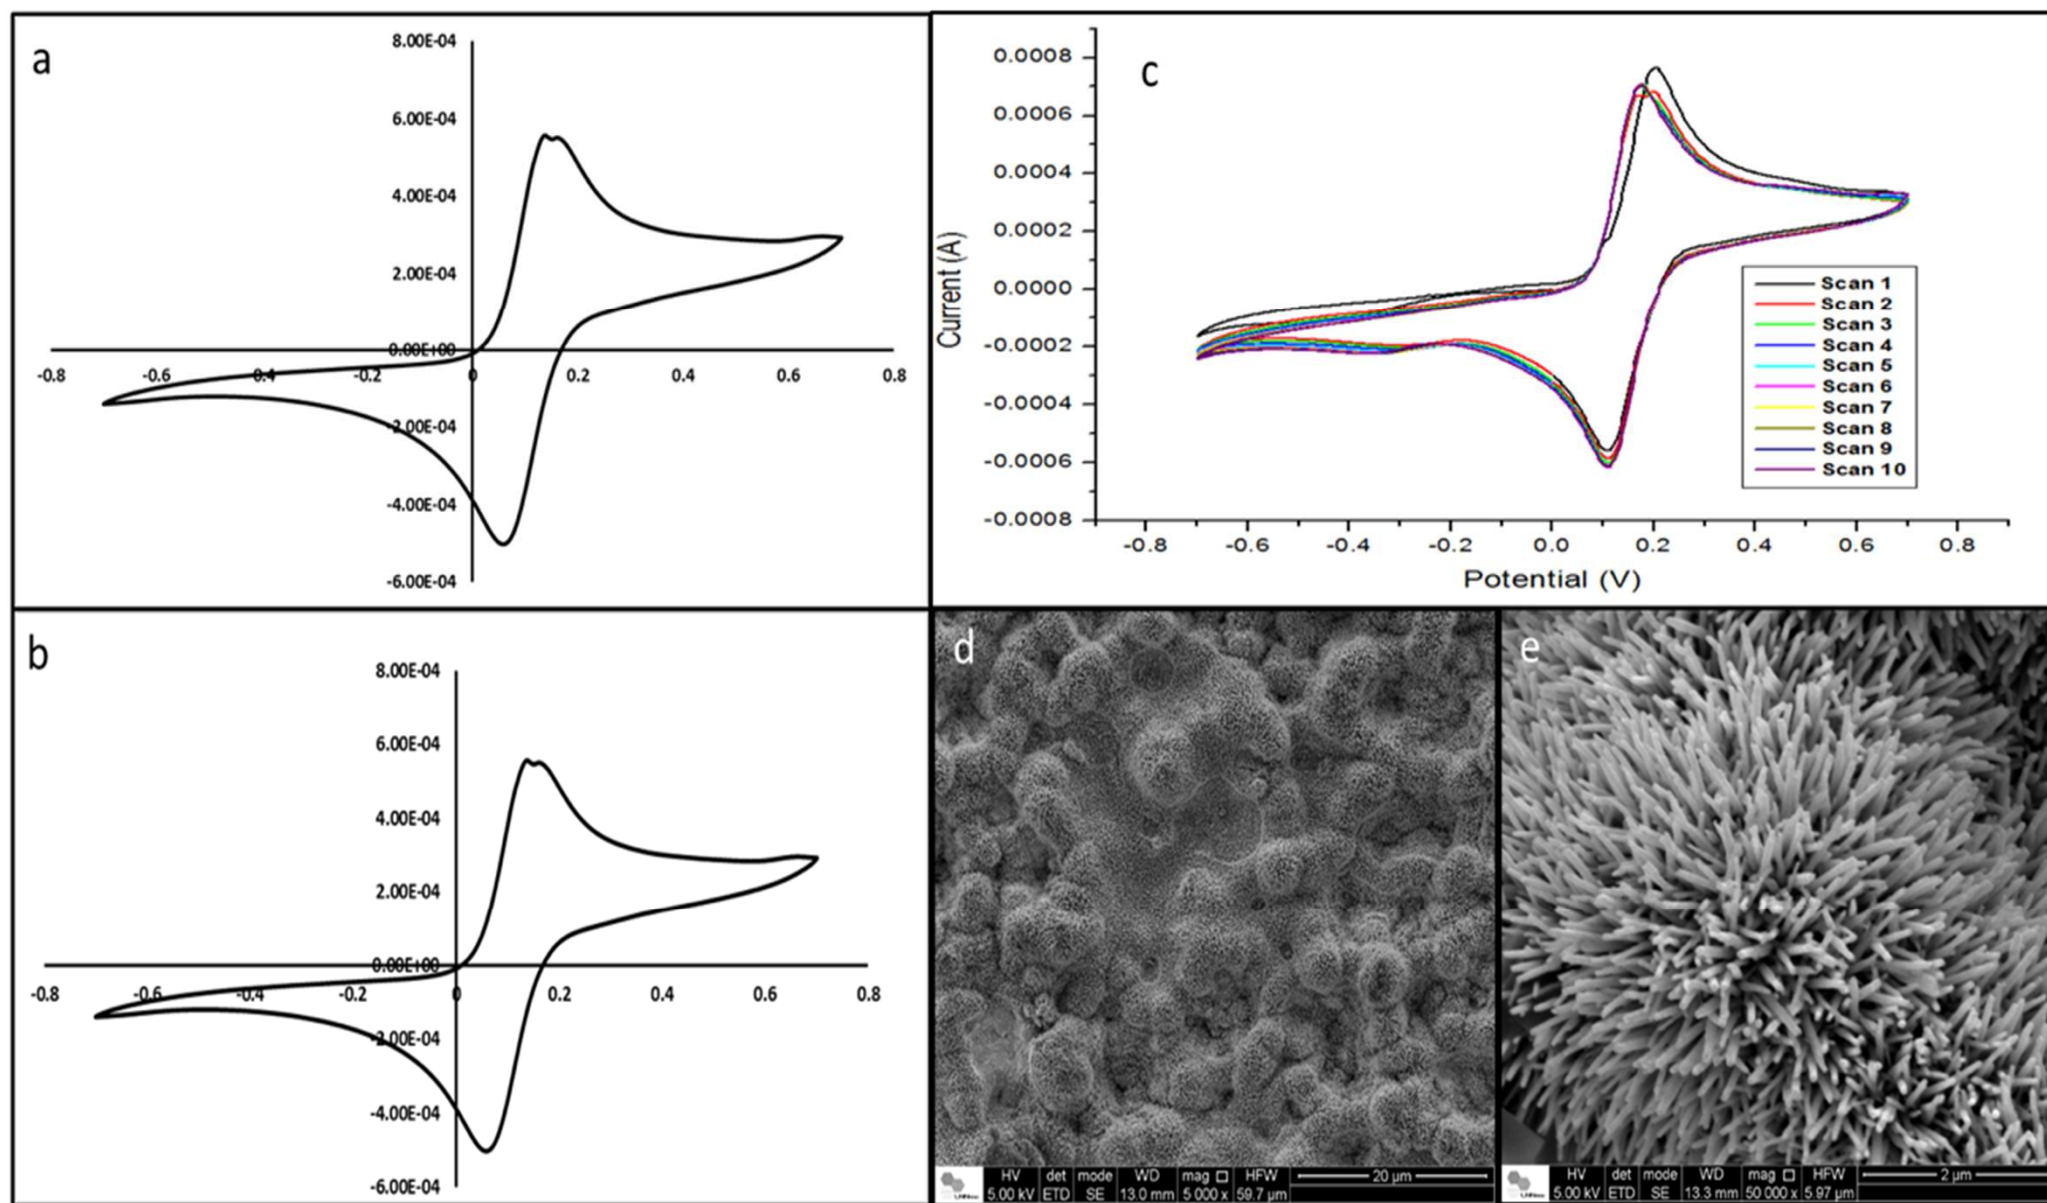 a
8.00E-04
6.00E-04
4.00E-04
2.00E-04
0.00E+00
-0.8 -0.6 -0.4 -0.2 0 0.2 0.4 0.6 0.8
-2.00E-04
-4.00E-04
-6.00E-04
c
Current (A)
0.0008
0.0006
0.0004
0.0002
0.0000
-0.0002
-0.0004
-0.0006
-0.0008
Scan 1
Scan 2
Scan 3
Scan 4
Scan 5
Scan 6
Scan 7
Scan 8
Scan 9
Scan 10
-0.8 -0.6 -0.4 -0.2 0.0 0.2 0.4 0.6 0.8
Potential (V)
b
8.00E-04
6.00E-04
4.00E-04
2.00E-04
0.00E+00
-0.8 -0.6 -0.4 -0.2 0 0.2 0.4 0.6 0.8
-2.00E-04
-4.00E-04
-6.00E-04
d
HV det mode WD mag HFW 20 µm
5.00 kV ETD SE 13.0 mm 5 000 x 59.7 µm
e
HV det mode WD mag HFW 2 µm
5.00 kV ETD SE 13.3 mm 50 000 x 5.97 µm